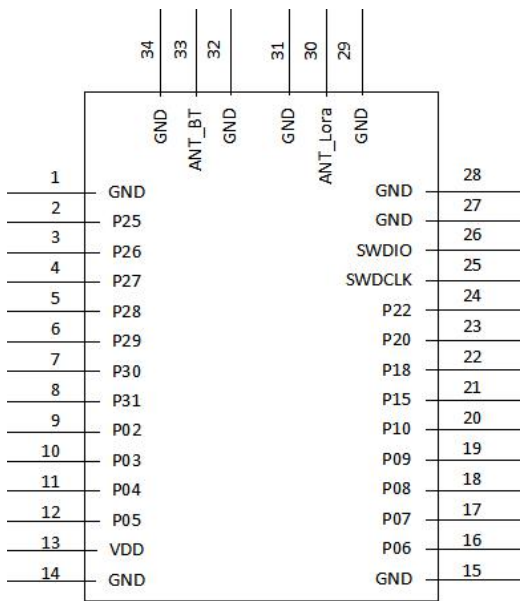 34 33 32 31 30 29
GND ANT_BT GND GND ANT_Lora GND
1 GND GND 28
2 P25 GND 27
3 P26 SWDIO 26
4 P27 SWDCLK 25
5 P28 P22 24
6 P29 P20 23
7 P30 P18 22
8 P31 P15 21
9 P02 P10 20
10 P03 P09 19
11 P04 P08 18
12 P05 P07 17
13 VDD P06 16
14 GND GND 15